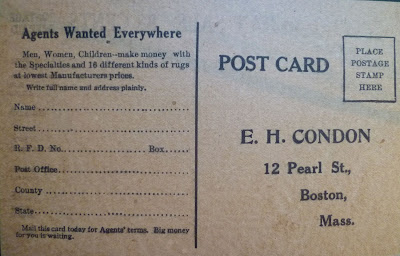 Agents Wanted Everywhere
Men, Women, Children--make money with
the Specialties and 16 different kinds of rugs
at lowest Manufacturers prices.
Write full name and address plainly.
Name
Street
R. F. D. No. Box
Post Office
County
State
Mail this card today for Agents' terms. Big money
for you is waiting.
POST CARD
PLACE
POSTAGE
STAMP
HERE
E. H. CONDON
12 Pearl St.,
Boston,
Mass.